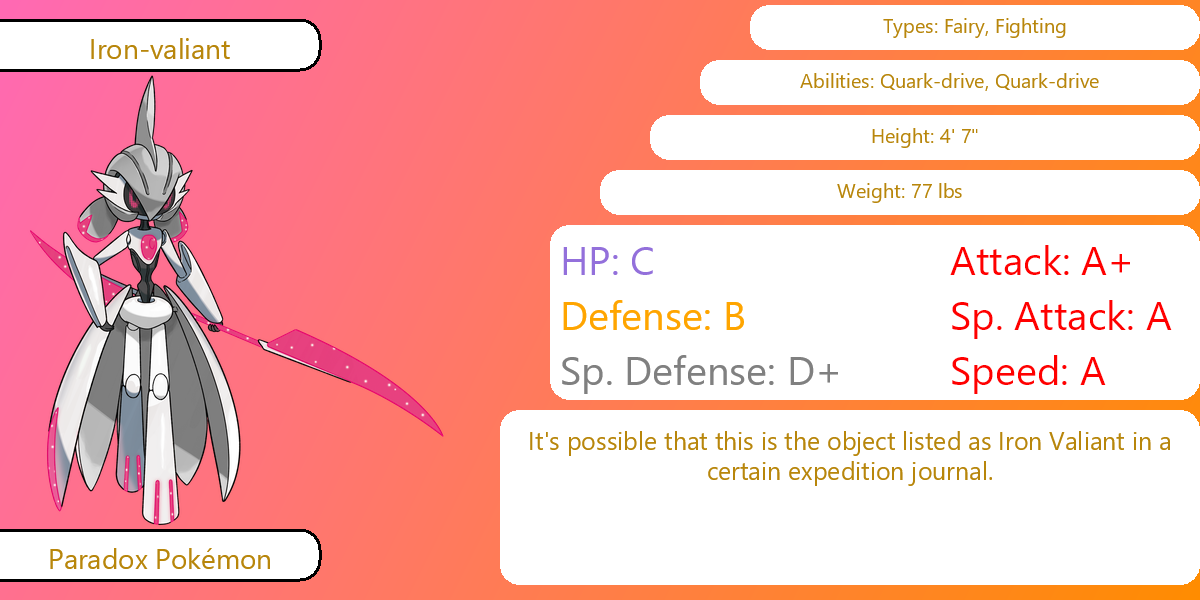 Iron-valiant
Types: Fairy, Fighting
Abilities: Quark-drive, Quark-drive
Height: 4' 7"
Weight: 77 lbs
HP: C
Attack: A+
Defense: B
Sp. Attack: A
Sp. Defense: D+
Speed: A
It's possible that this is the object listed as Iron Valiant in a
certain expedition journal.
Paradox Pokémon